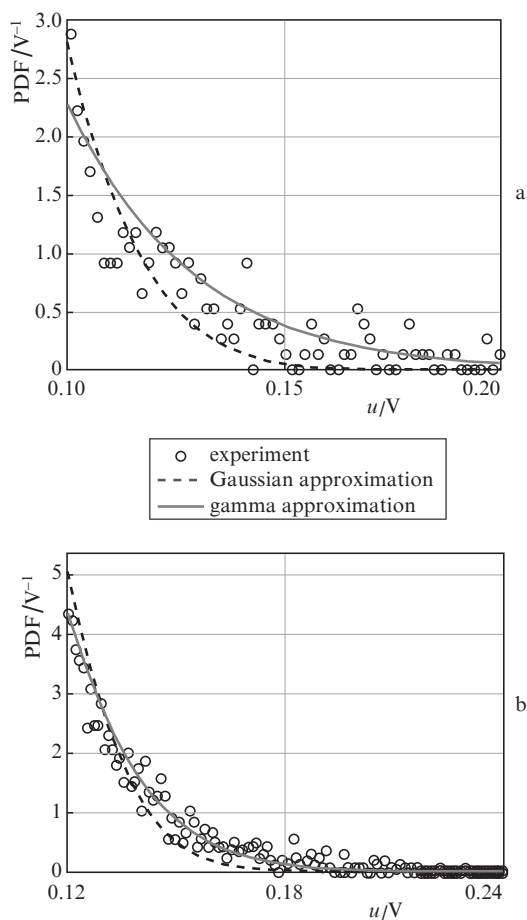 PDF/V⁻¹
3.0
2.5
2.0
1.5
1.0
0.5
0
0.10
0.15
0.20
u/V
a
experiment
Gaussian approximation
gamma approximation
PDF/V⁻¹
5
4
3
2
1
0
0.12
0.18
0.24
u/V
b